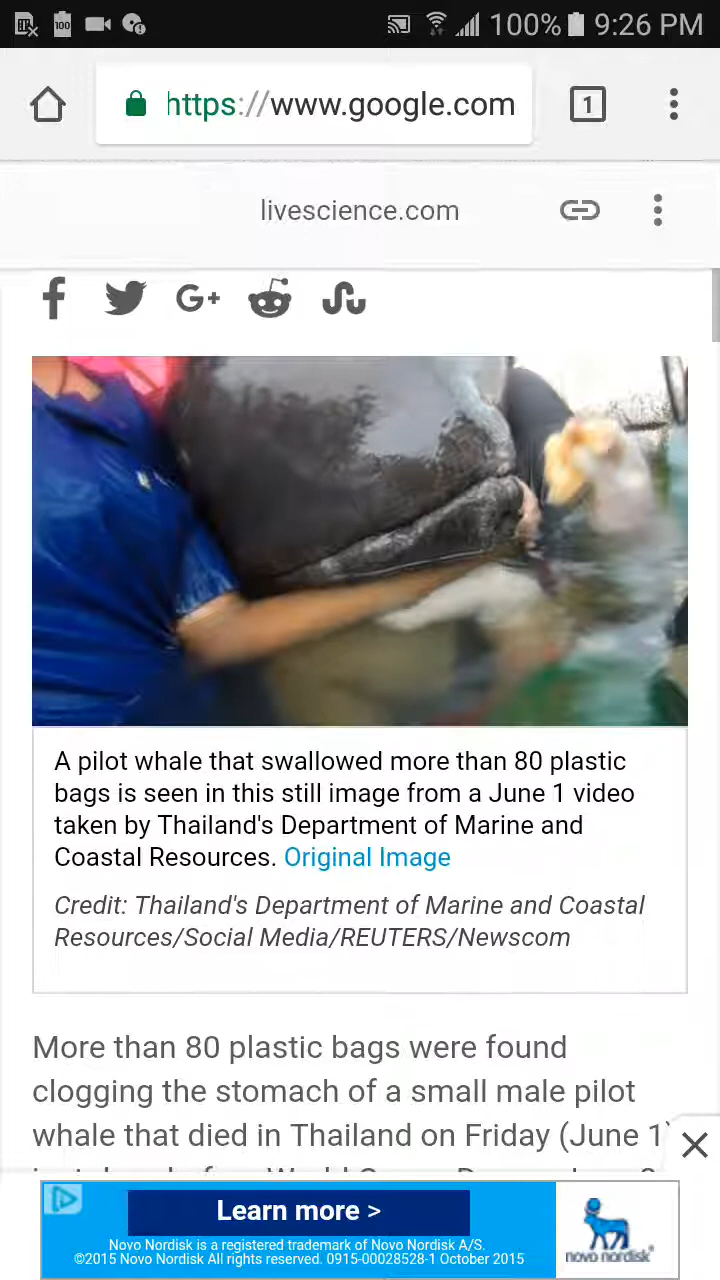 100
100% 9:26 PM
https://www.google.com
1
livescience.com
G+
A pilot whale that swallowed more than 80 plastic
bags is seen in this still image from a June 1 video
taken by Thailand's Department of Marine and
Coastal Resources. Original Image
Credit: Thailand's Department of Marine and Coastal
Resources/Social Media/REUTERS/Newscom
More than 80 plastic bags were found
clogging the stomach of a small male pilot
whale that died in Thailand on Friday (June 1)
Learn more >
Novo Nordisk is a registered trademark of Novo Nordisk A/S.
©2015 Novo Nordisk All rights reserved. 0915-00028528-1 October 2015
novo nordisk